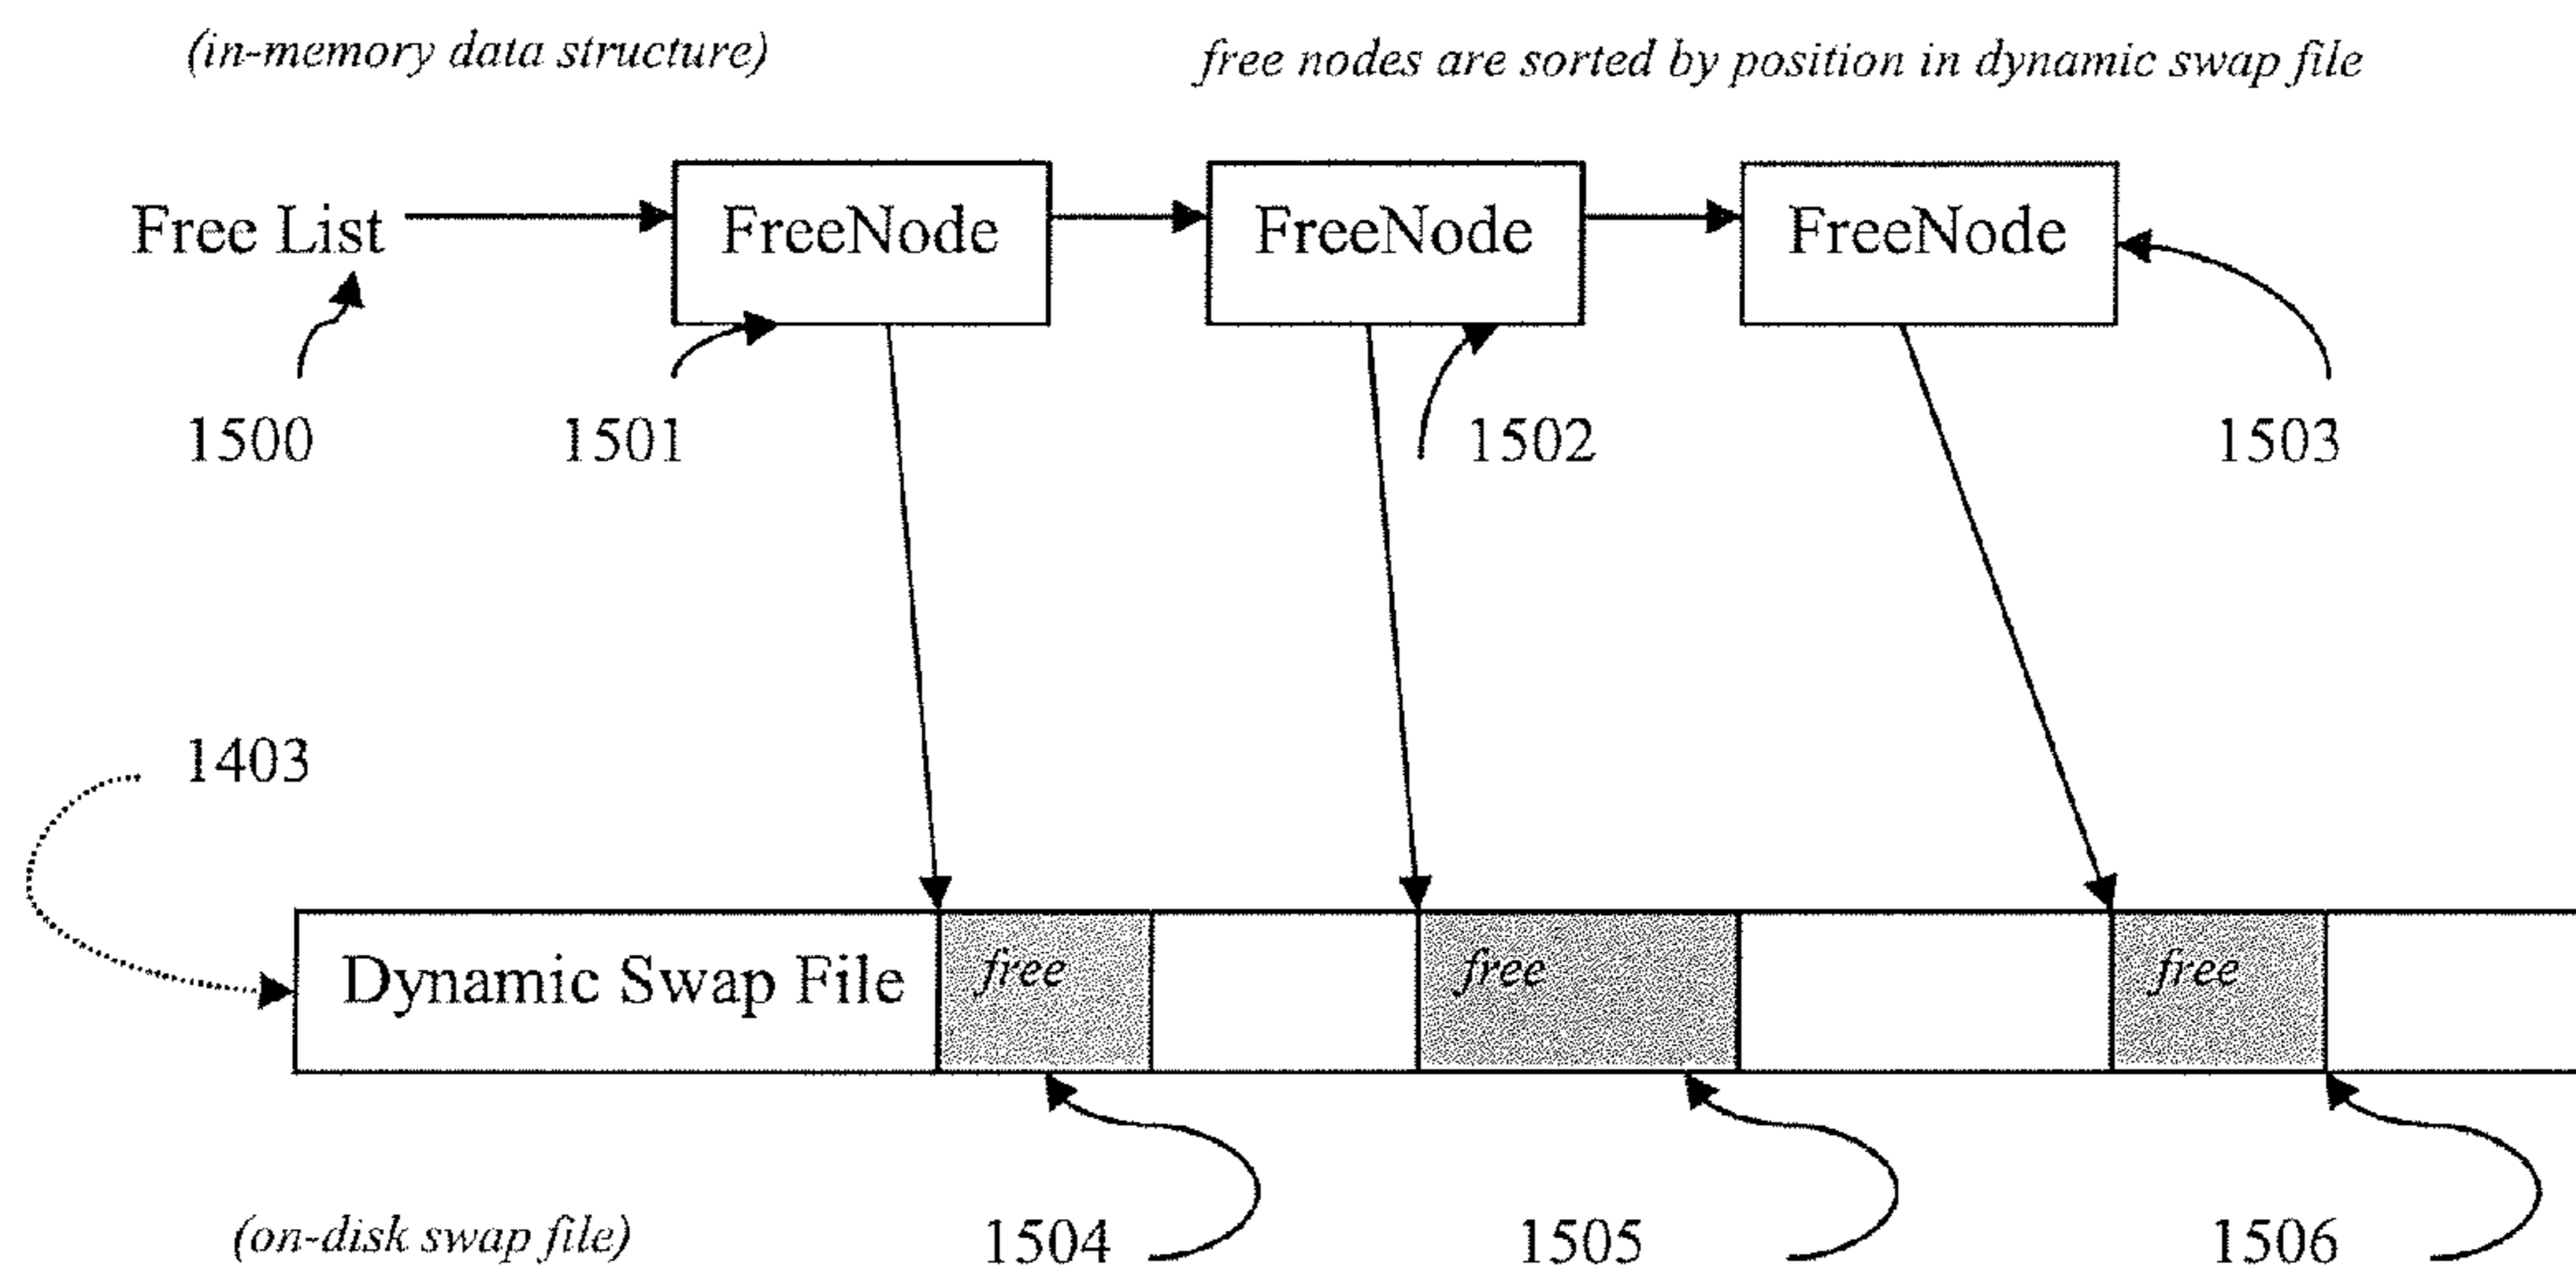 (in-memory data structure)
free nodes are sorted by position in dynamic swap file
Free List
FreeNode
FreeNode
FreeNode
1500
1501
1502
1503
1403
Dynamic Swap File
free
free
free
(on-disk swap file)
1504
1505
1506